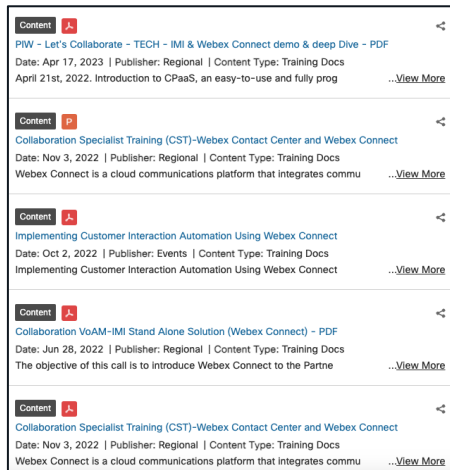 Content
PIW - Let's Collaborate - TECH - IMI & Webex Connect demo & deep Dive - PDF
Date: Apr 17, 2023 | Publisher: Regional | Content Type: Training Docs
April 21st, 2022. Introduction to CPaaS, an easy-to-use and fully prog ...View More
Content P
Collaboration Specialist Training (CST)-Webex Contact Center and Webex Connect
Date: Nov 3, 2022 | Publisher: Regional | Content Type: Training Docs
Webex Connect is a cloud communications platform that integrates commu ...View More
Content
Implementing Customer Interaction Automation Using Webex Connect
Date: Oct 2, 2022 | Publisher: Events | Content Type: Training Docs
Implementing Customer Interaction Automation Using Webex Connect ...View More
Content
Collaboration VoAM-IMI Stand Alone Solution (Webex Connect) - PDF
Date: Jun 28, 2022 | Publisher: Regional | Content Type: Training Docs
The objective of this call is to introduce Webex Connect to the Partne ...View More
Content
Collaboration Specialist Training (CST)-Webex Contact Center and Webex Connect
Date: Nov 3, 2022 | Publisher: Regional | Content Type: Training Docs
Webex Connect is a cloud communications platform that integrates commu ...View More